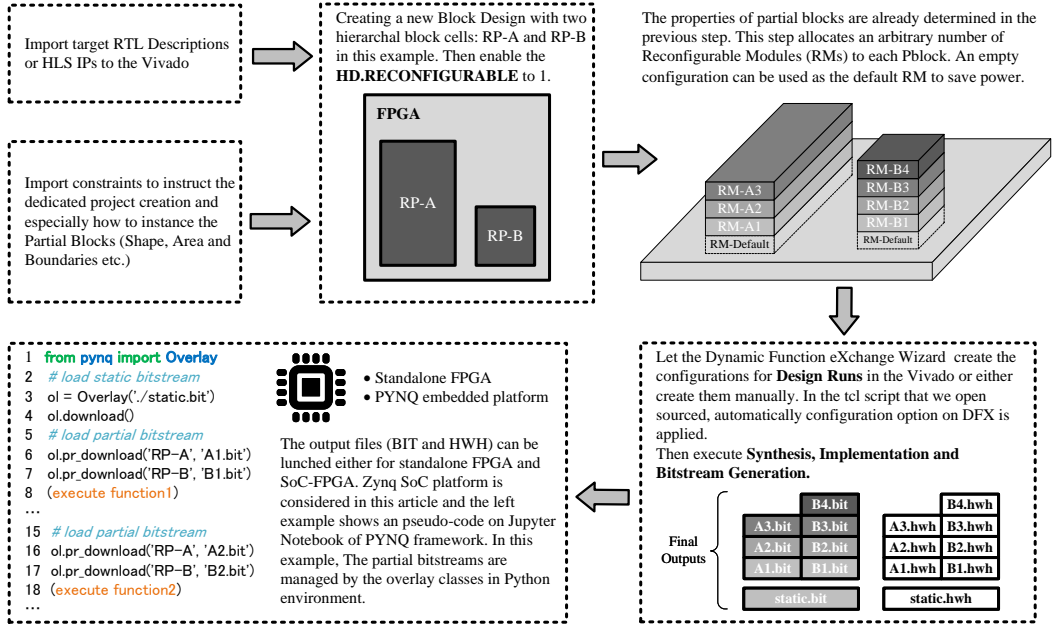 Import target RTL Descriptions
or HLS IPs to the Vivado
Import constraints to instruct the
dedicated project creation and
especially how to instance the
Partial Blocks (Shape, Area and
Boundaries etc.)
Creating a new Block Design with two
hierarchal block cells: RP-A and RP-B
in this example. Then enable the
HD.RECONFIGURABLE to 1.
FPGA
RP-A
RP-B
The properties of partial blocks are already determined in the
previous step. This step allocates an arbitrary number of
Reconfigurable Modules (RMs) to each Pblock. An empty
configuration can be used as the default RM to save power.
RM-A3
RM-A2
RM-A1
RM-Default
RM-B4
RM-B3
RM-B2
RM-B1
RM-Default
Let the Dynamic Function eXchange Wizard create the
configurations for Design Runs in the Vivado or either
create them manually. In the tcl script that we open
sourced, automatically configuration option on DFX is
applied.
Then execute Synthesis, Implementation and
Bitstream Generation.
Final
Outputs
B4.bit
A3.bit B3.bit
A2.bit B2.bit
A1.bit B1.bit
static.bit
B4.hwh
A3.hwh B3.hwh
A2.hwh B2.hwh
A1.hwh B1.hwh
static.hwh
• Standalone FPGA
• PYNQ embedded platform
The output files (BIT and HWH) can be
lunched either for standalone FPGA and
SoC-FPGA. Zynq SoC platform is
considered in this article and the left
example shows an pseudo-code on Jupyter
Notebook of PYNQ framework. In this
example, The partial bitstreams are
managed by the overlay classes in Python
environment.
1 from pynq import Overlay
2 # load static bitstream
3 ol = Overlay('./static.bit')
4 ol.download()
5 # load partial bitstream
6 ol.pr_download('RP-A', 'A1.bit')
7 ol.pr_download('RP-B', 'B1.bit')
8 (execute function1)
...
15 # load partial bitstream
16 ol.pr_download('RP-A', 'A2.bit')
17 ol.pr_download('RP-B', 'B2.bit')
18 (execute function2)
...